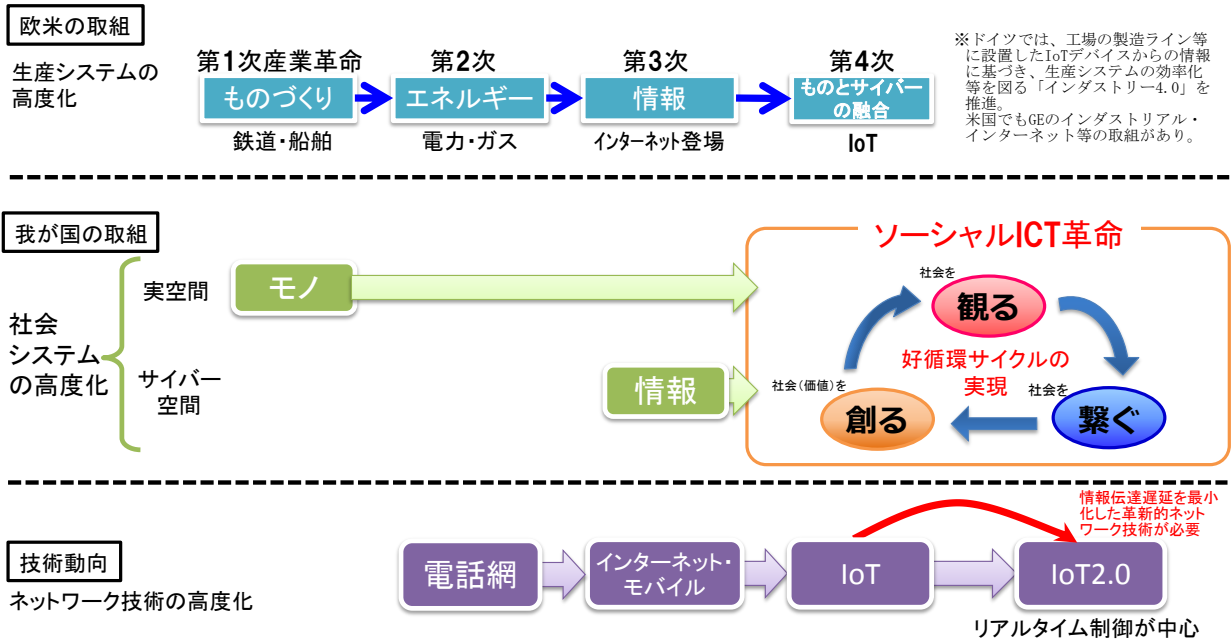 欧米の取組
生産システムの
高度化
第1次産業革命
ものづくり
鉄道・船舶
第2次
エネルギー
電力・ガス
第3次
情報
インターネット登場
第4次
ものとサイバー
の融合
IoT
※ドイツでは、工場の製造ライン等
に設置したIoTデバイスからの情報
に基づき、生産システムの効率化
等を図る「インダストリー4.0」を
推進。
米国でもGEのインダストリアル・
インターネット等の取組があり。
我が国の取組
社会
システム
の高度化
実空間
モノ
サイバー
空間
情報
ソーシャルICT革命
社会を
観る
好循環サイクルの
実現
社会を
繋ぐ
社会(価値)を
創る
技術動向
ネットワーク技術の高度化
電話網
インターネット・
モバイル
IoT
IoT2.0
情報伝達遅延を最小
化した革新的ネット
ワーク技術が必要
リアルタイム制御が中心